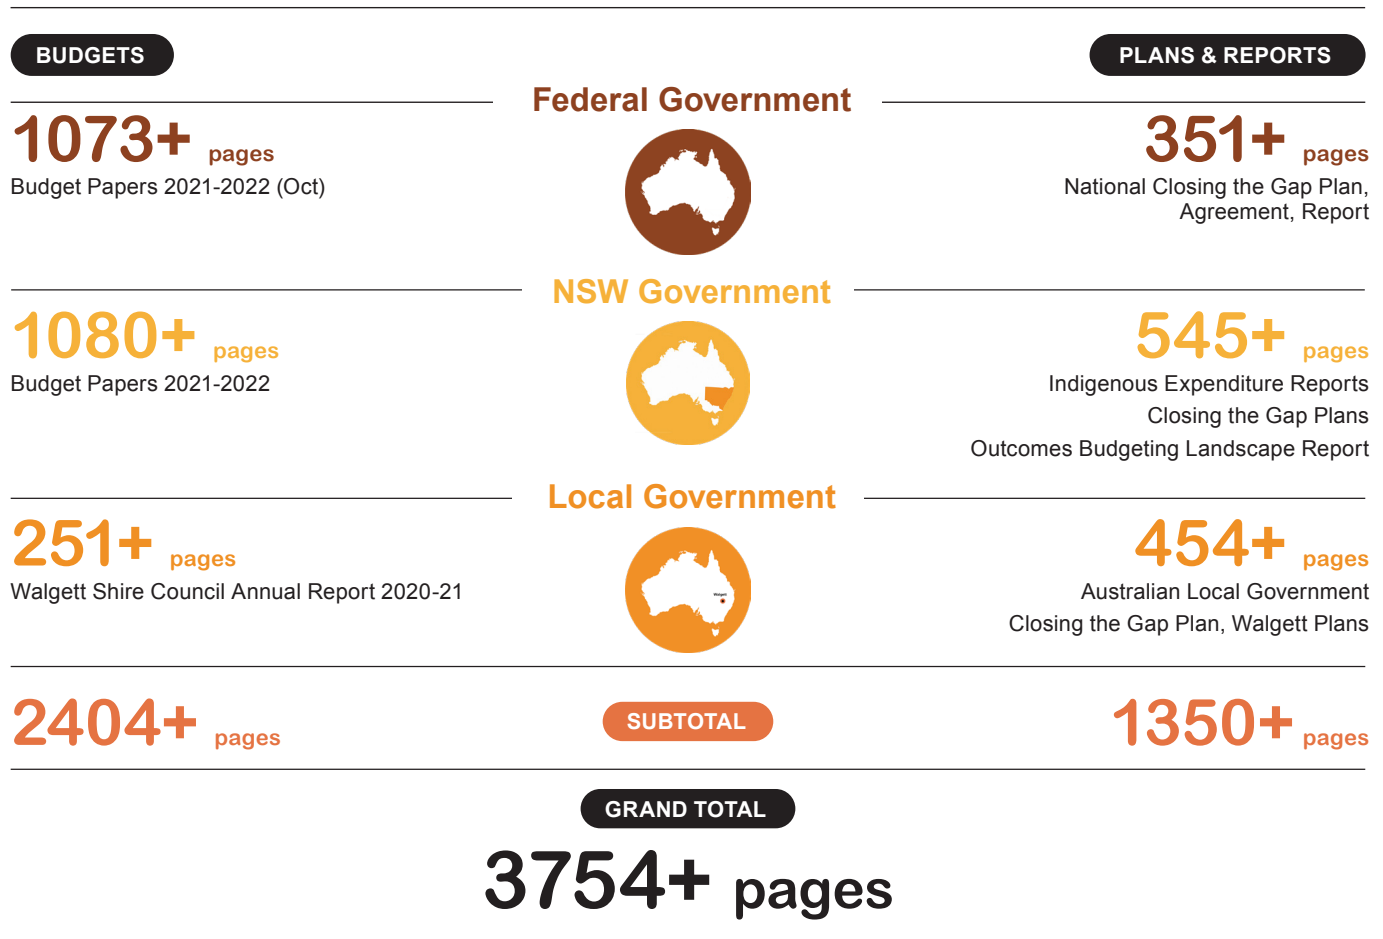 BUDGETS
PLANS & REPORTS
Federal Government
1073+ pages
Budget Papers 2021-2022 (Oct)
351+ pages
National Closing the Gap Plan,
Agreement, Report
NSW Government
1080+ pages
Budget Papers 2021-2022
545+ pages
Indigenous Expenditure Reports
Closing the Gap Plans
Outcomes Budgeting Landscape Report
Local Government
251+ pages
Walgett Shire Council Annual Report 2020-21
Walgett
454+ pages
Australian Local Government
Closing the Gap Plan, Walgett Plans
2404+ pages
SUBTOTAL
1350+ pages
GRAND TOTAL
3754+ pages